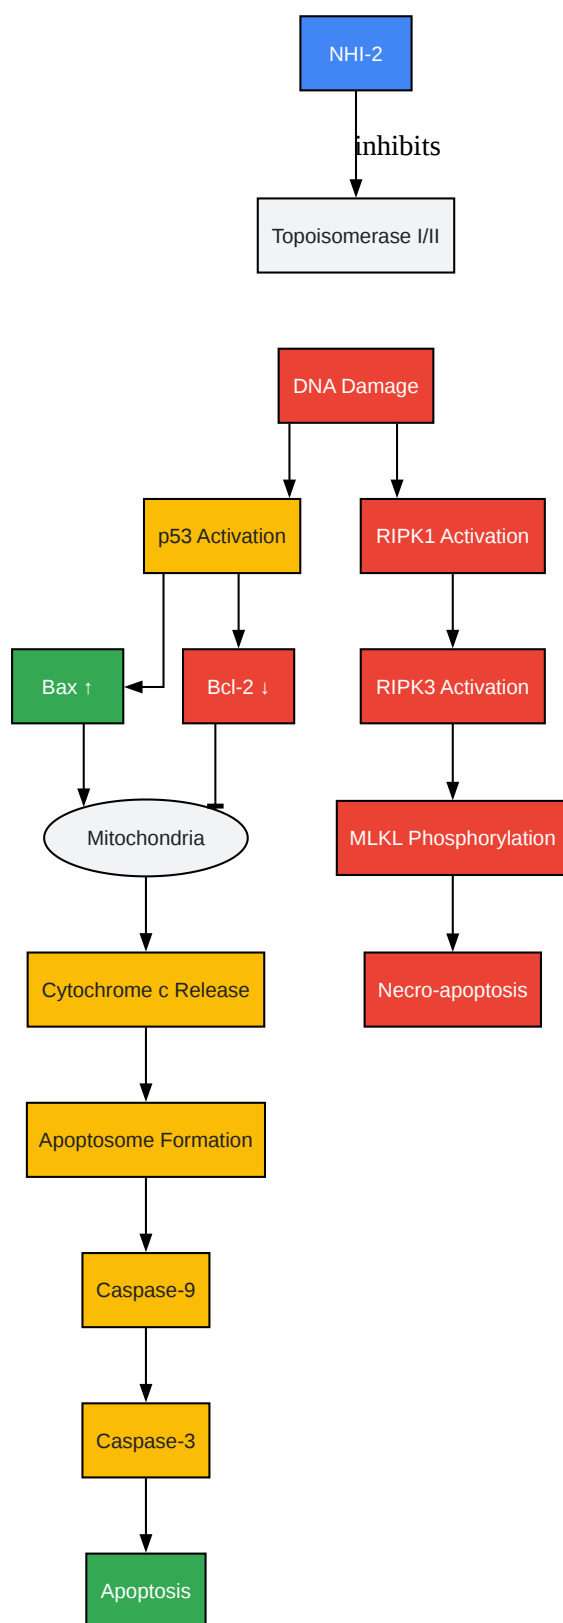 NHI-2
inhibits
Topoisomerase I/II
DNA Damage
p53 Activation
RIPK1 Activation
Bax ↑
Bcl-2 ↓
RIPK3 Activation
Mitochondria
MLKL Phosphorylation
Cytochrome c Release
Necro-apoptosis
Apoptosome Formation
Caspase-9
Caspase-3
Apoptosis